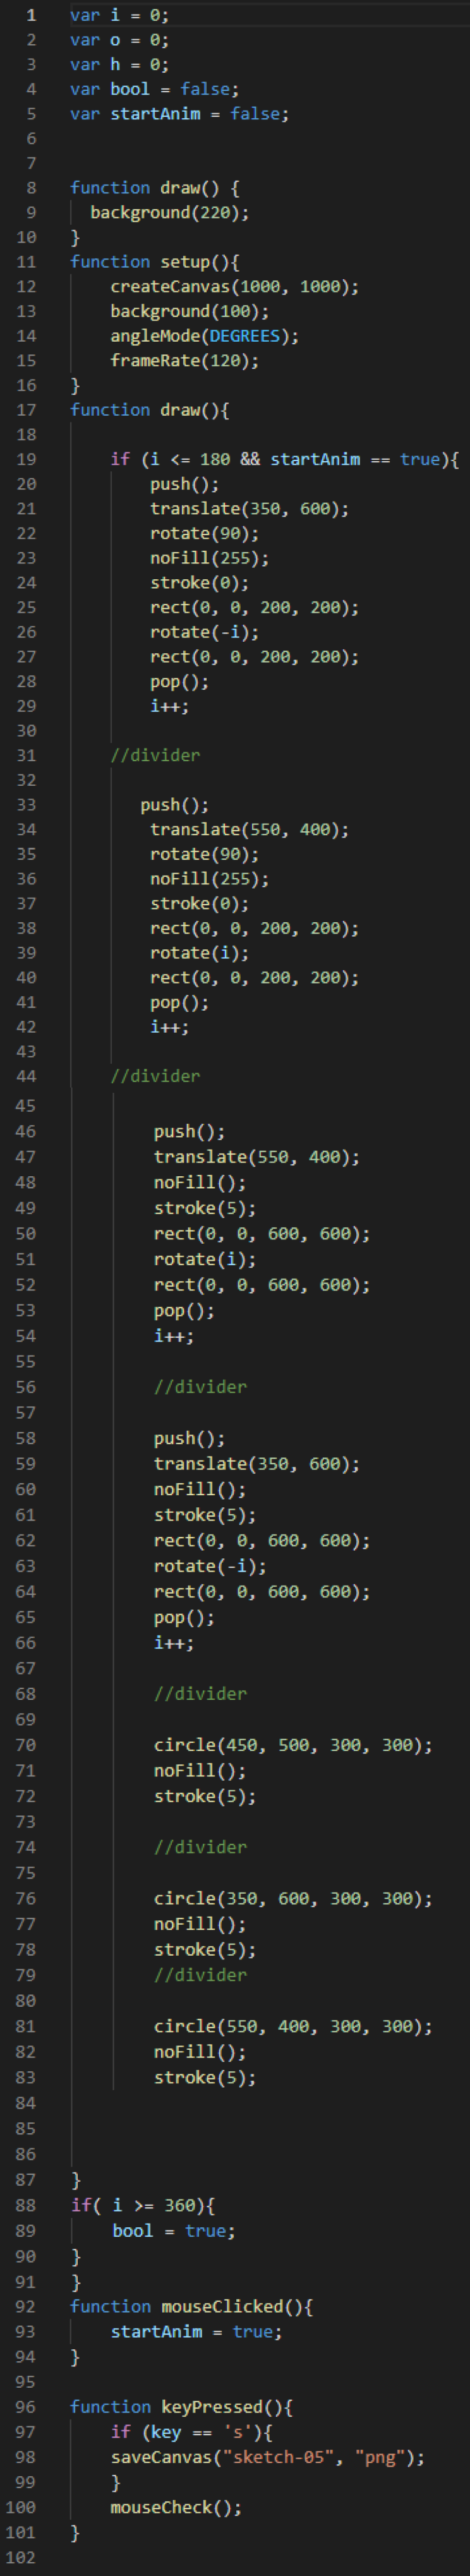 1 var i = 0;
2 var o = 0;
3 var h = 0;
4 var bool = false;
5 var startAnim = false;
6
7
8 function draw() {
9   background(220);
10 }
11 function setup(){
12     createCanvas(1000, 1000);
13     background(100);
14     angleMode(DEGREES);
15     frameRate(120);
16 }
17 function draw(){
18
19     if (i <= 180 && startAnim == true){
20         push();
21         translate(350, 600);
22         rotate(90);
23         noFill(255);
24         stroke(0);
25         rect(0, 0, 200, 200);
26         rotate(-i);
27         rect(0, 0, 200, 200);
28         pop();
29         i++;
30
31     //divider
32
33        push();
34         translate(550, 400);
35         rotate(90);
36         noFill(255);
37         stroke(0);
38         rect(0, 0, 200, 200);
39         rotate(i);
40         rect(0, 0, 200, 200);
41         pop();
42         i++;
43
44     //divider
45
46         push();
47         translate(550, 400);
48         noFill();
49         stroke(5);
50         rect(0, 0, 600, 600);
51         rotate(i);
52         rect(0, 0, 600, 600);
53         pop();
54         i++;
55
56         //divider
57
58         push();
59         translate(350, 600);
60         noFill();
61         stroke(5);
62         rect(0, 0, 600, 600);
63         rotate(-i);
64         rect(0, 0, 600, 600);
65         pop();
66         i++;
67
68         //divider
69
70         circle(450, 500, 300, 300);
71         noFill();
72         stroke(5);
73
74         //divider
75
76         circle(350, 600, 300, 300);
77         noFill();
78         stroke(5);
79         //divider
80
81         circle(550, 400, 300, 300);
82         noFill();
83         stroke(5);
84
85
86
87 }
88 if( i >= 360){
89     bool = true;
90 }
91 }
92 function mouseClicked(){
93     startAnim = true;
94 }
95
96 function keyPressed(){
97     if (key == 's'){
98     saveCanvas("sketch-05", "png");
99     }
100     mouseCheck();
101 }
102